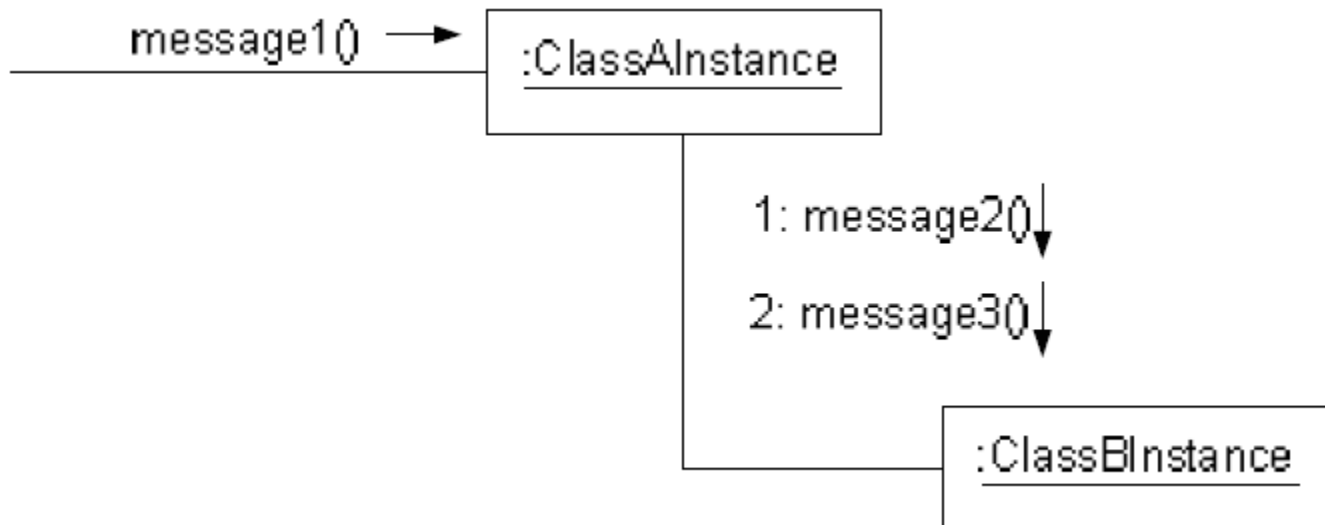 message1()
:ClassAInstance
1: message2()
2: message3()
:ClassBInstance